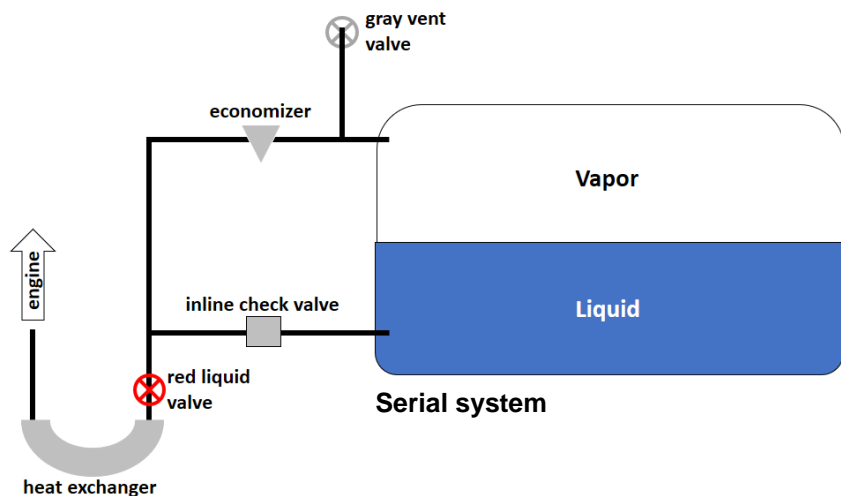 gray vent
valve
economizer
Vapor
engine
inline check valve
Liquid
red liquid
valve
Serial system
heat exchanger